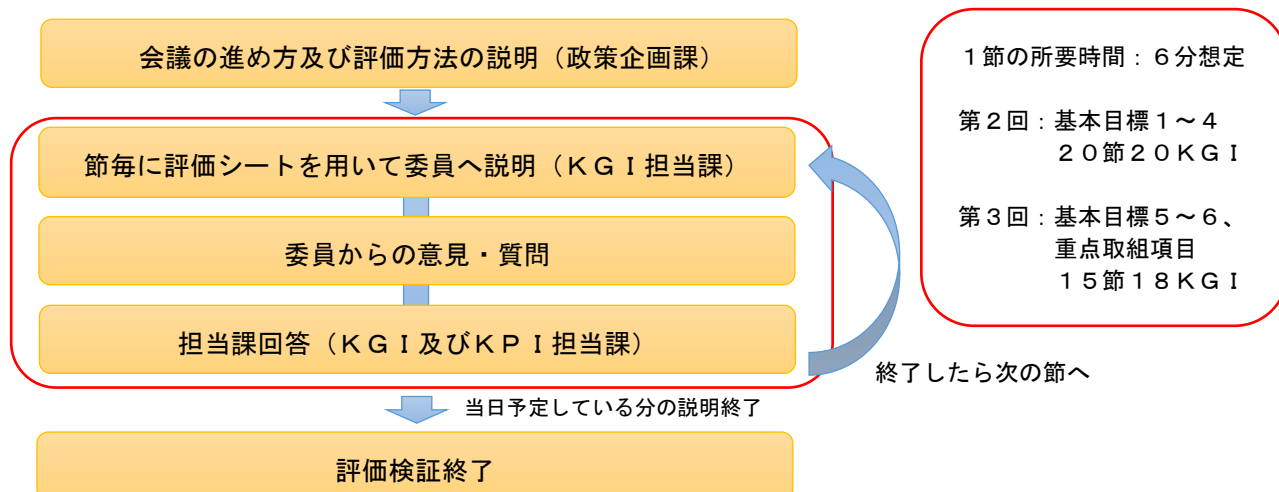 会議の進め方及び評価方法の説明（政策企画課）
節毎に評価シートを用いて委員へ説明（ＫＧＩ担当課）
委員からの意見・質問
担当課回答（ＫＧＩ及びＫＰＩ担当課）
終了したら次の節へ
当日予定している分の説明終了
評価検証終了
１節の所要時間：６分想定
第２回：基本目標１～４
２０節２０ＫＧＩ
第３回：基本目標５～６、
重点取組項目
１５節１８ＫＧＩ